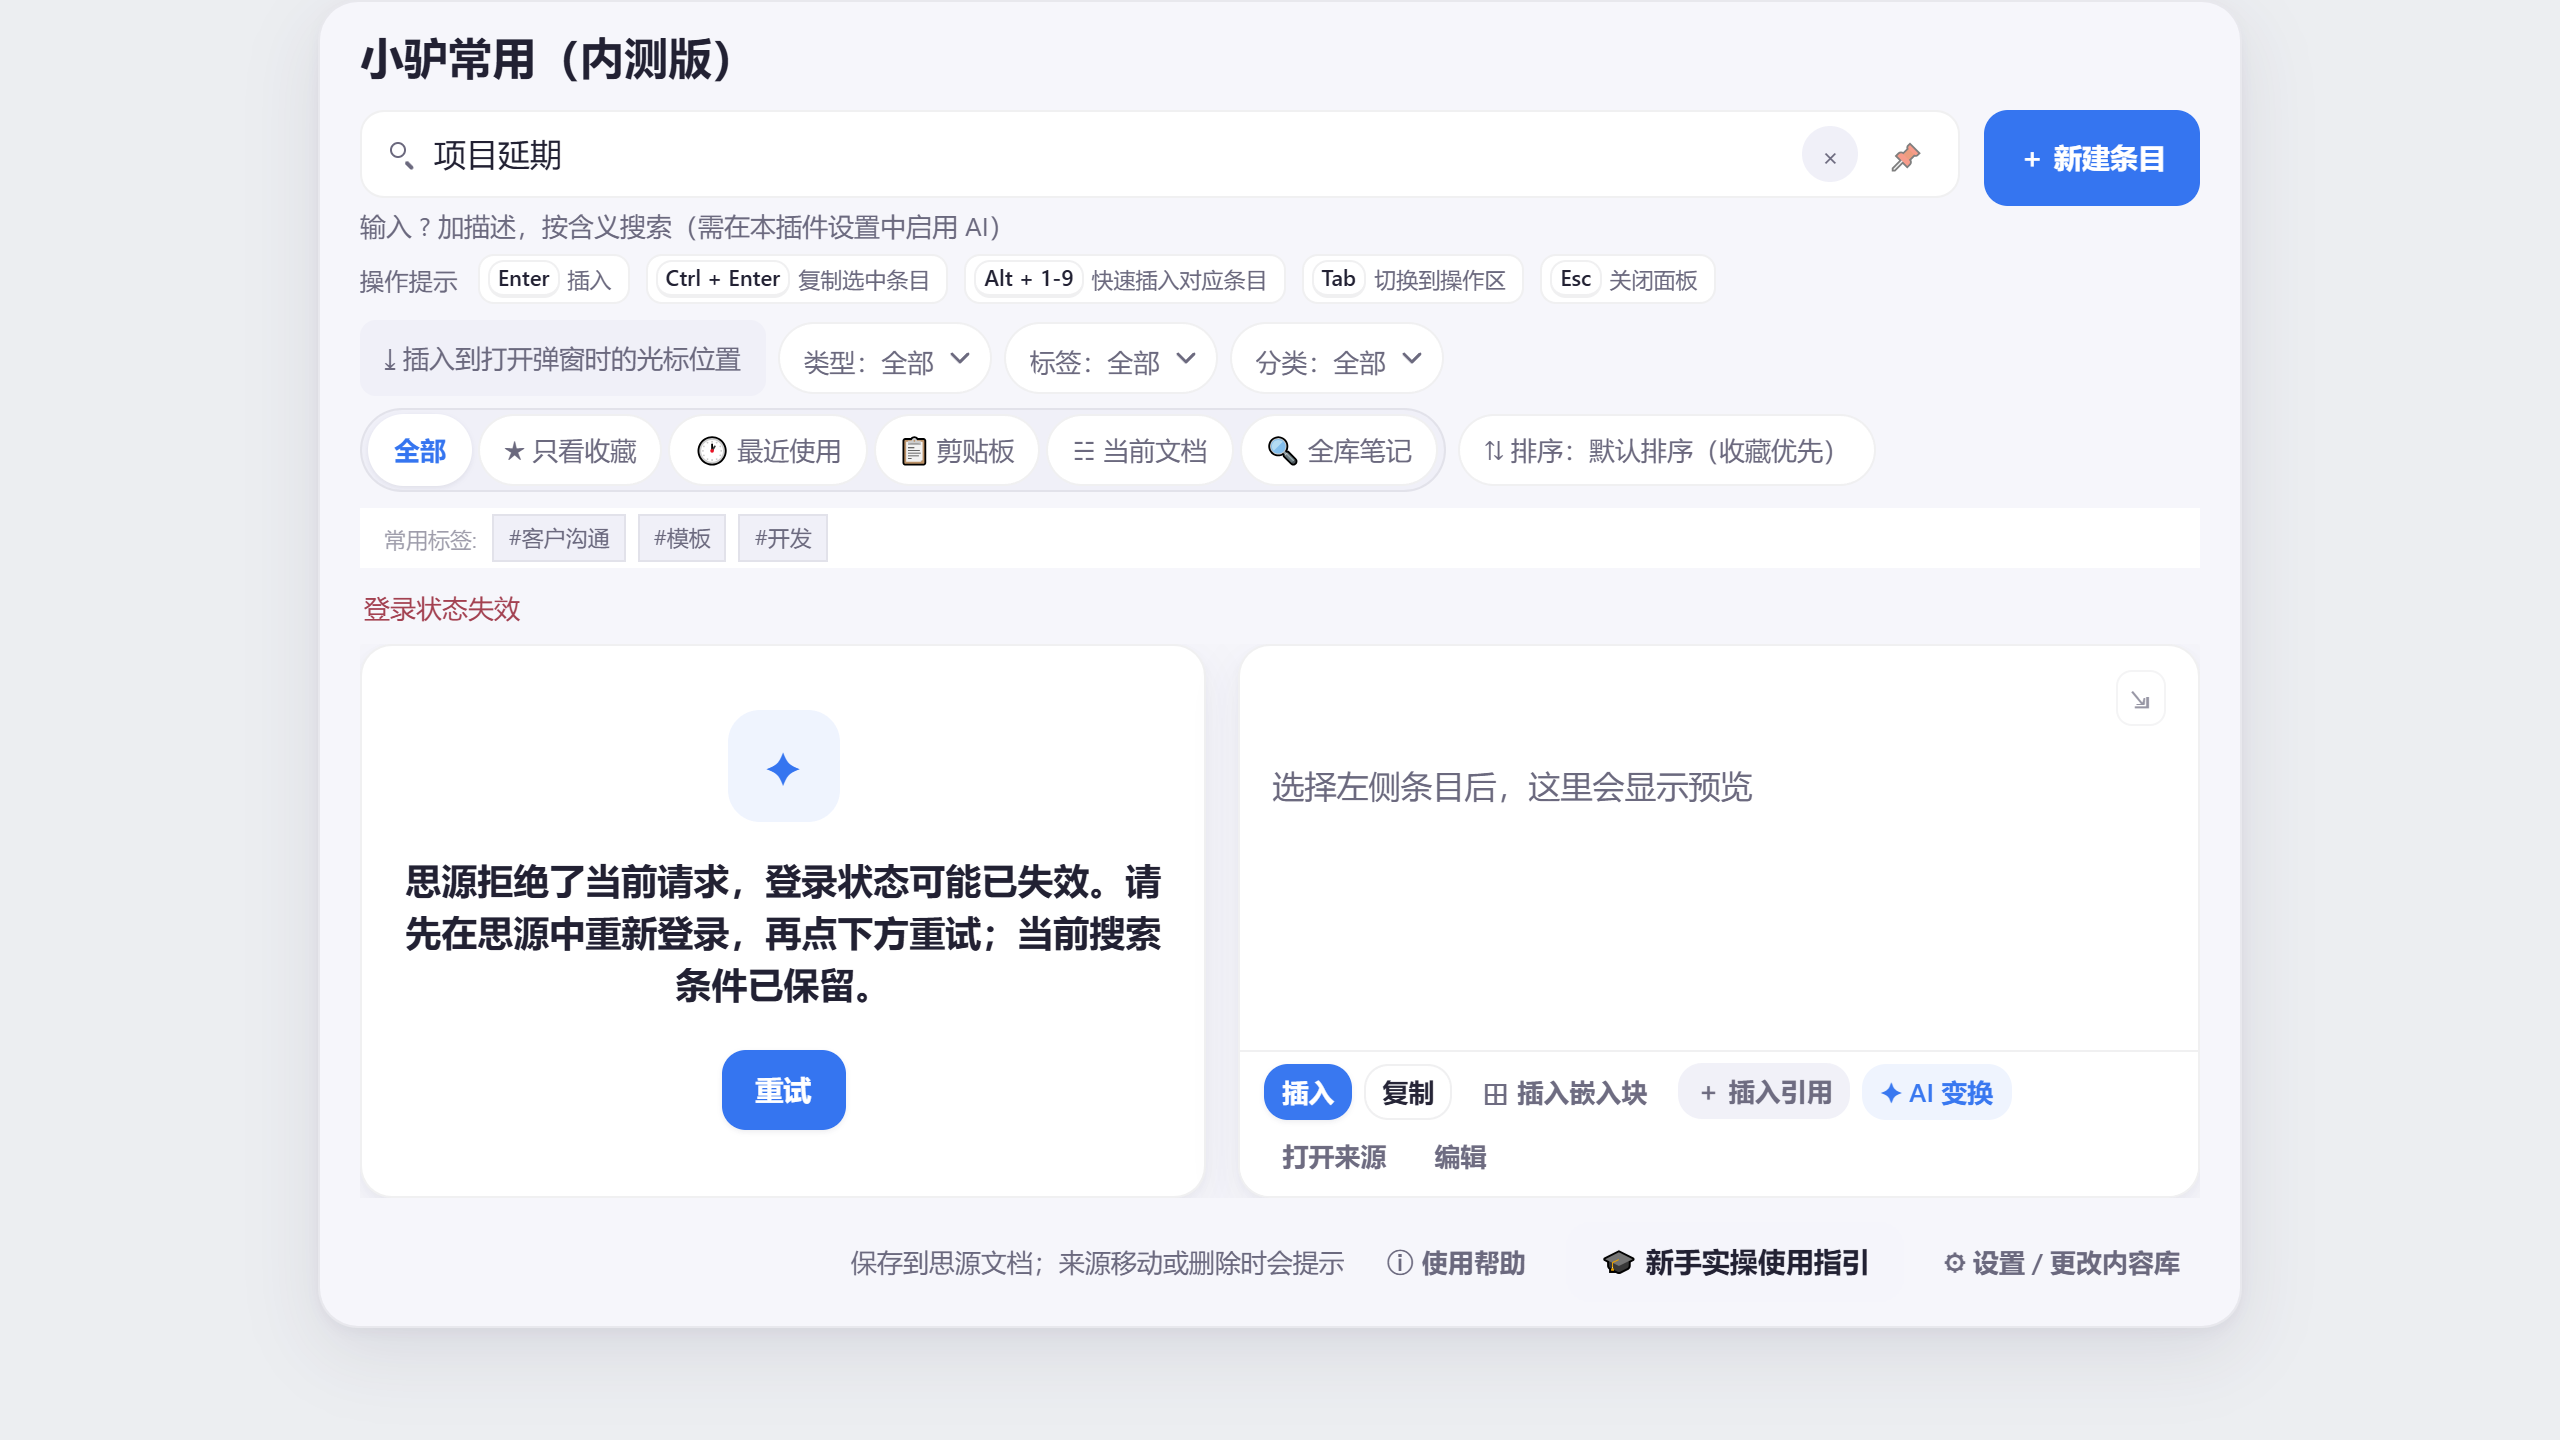 小驴常用（内测版）
项目延期
×
+ 新建条目
输入 ? 加描述，按含义搜索（需在本插件设置中启用 AI）
操作提示 Enter 插入 Ctrl + Enter 复制选中条目 Alt + 1-9 快速插入对应条目 Tab 切换到操作区 Esc 关闭面板
↓插入到打开弹窗时的光标位置 类型：全部 标签：全部 分类：全部
全部 ★ 只看收藏 最近使用 剪贴板 ☵ 当前文档 全库笔记 ⇅ 排序：默认排序（收藏优先）
常用标签: #客户沟通 #模板 #开发
登录状态失效
思源拒绝了当前请求，登录状态可能已失效。请
先在思源中重新登录，再点下方重试；当前搜索
条件已保留。
重试
选择左侧条目后，这里会显示预览
插入 复制 田 插入嵌入块 + 插入引用 ✦ AI 变换
打开来源 编辑
保存到思源文档；来源移动或删除时会提示 ⓘ 使用帮助 🎓 新手实操使用指引 ⚙ 设置 / 更改内容库